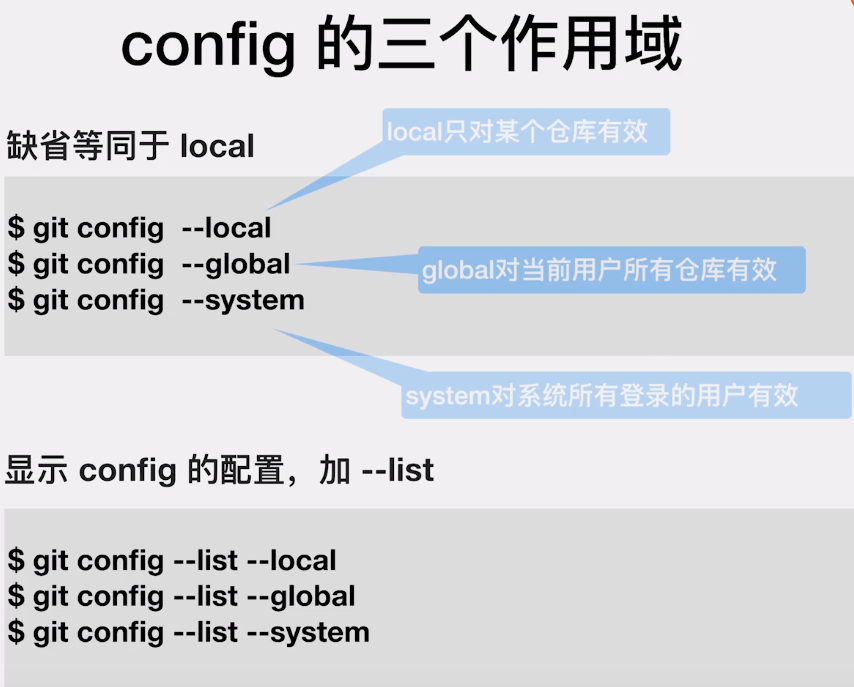 config 的三个作用域
local只对某个仓库有效
缺省等同于 local
$ git config  --local
$ git config  --global
global对当前用户所有仓库有效
$ git config  --system
system对系统所有登录的用户有效
显示 config 的配置，加 --list
$ git config --list --local
$ git config --list --global
$ git config --list --system